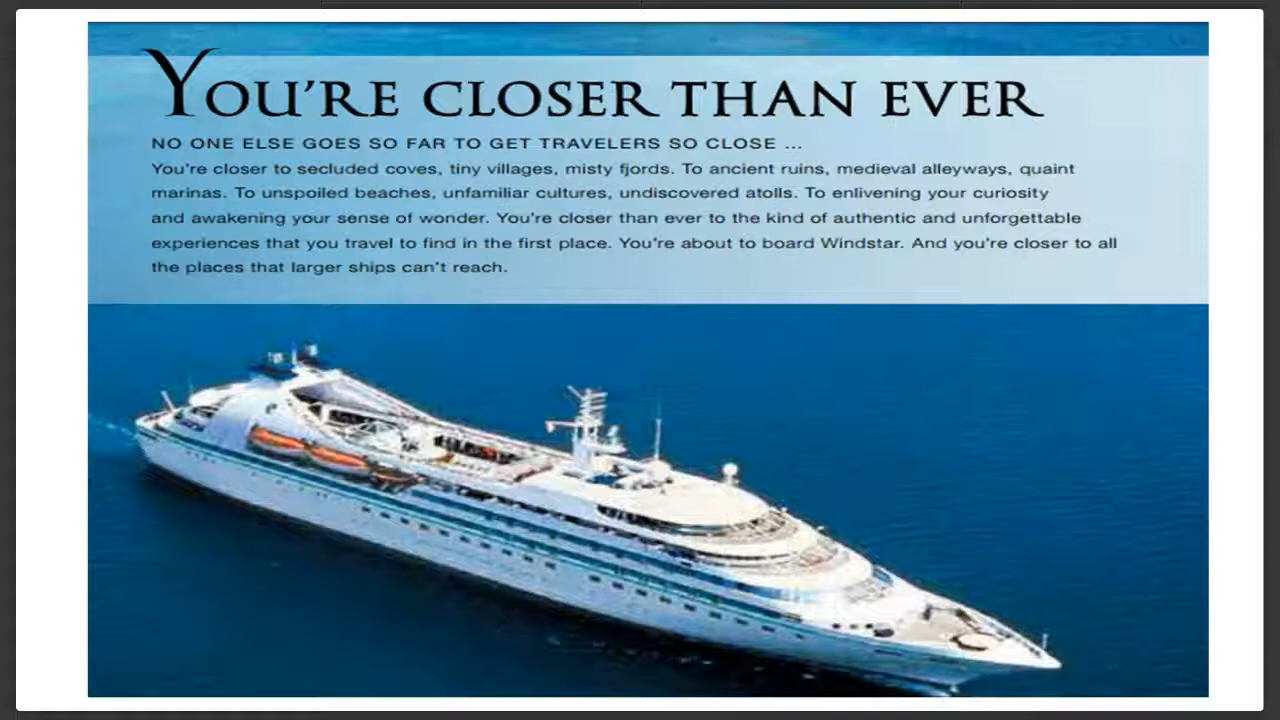 YOU'RE CLOSER THAN EVER
NO ONE ELSE GOES SO FAR TO GET TRAVELERS SO CLOSE ...
You're closer to secluded coves, tiny villages, misty fjords. To ancient ruins, medieval alleyways, quaint
marinas. To unspoiled beaches, unfamiliar cultures, undiscovered atolls. To enlivening your curiosity
and awakening your sense of wonder. You're closer than ever to the kind of authentic and unforgettable
experiences that you travel to find in the first place. You're about to board Windstar. And you're closer to all
the places that larger ships can't reach.